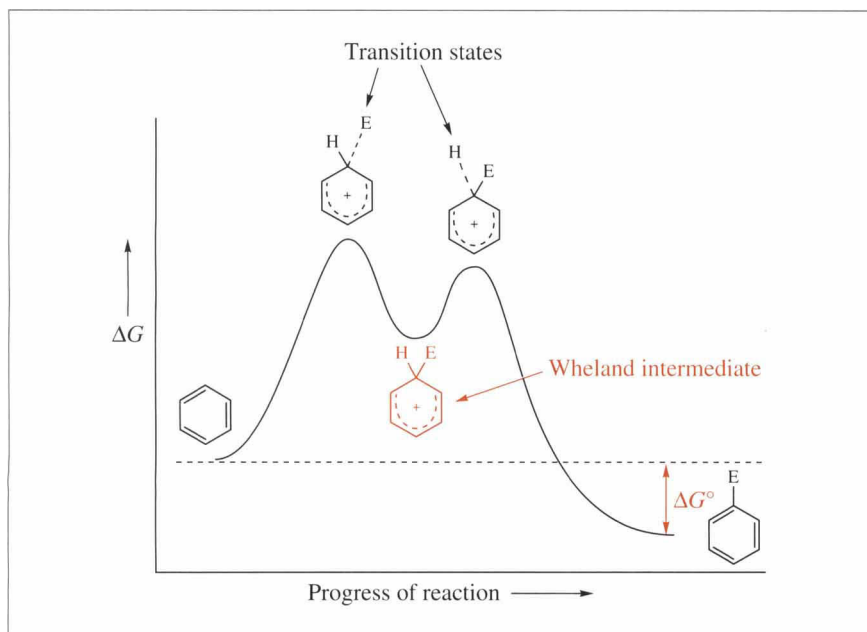 Transition states
E
H
H
E
+
+
ΔG
H E
Wheland intermediate
+
E
ΔG°
Progress of reaction